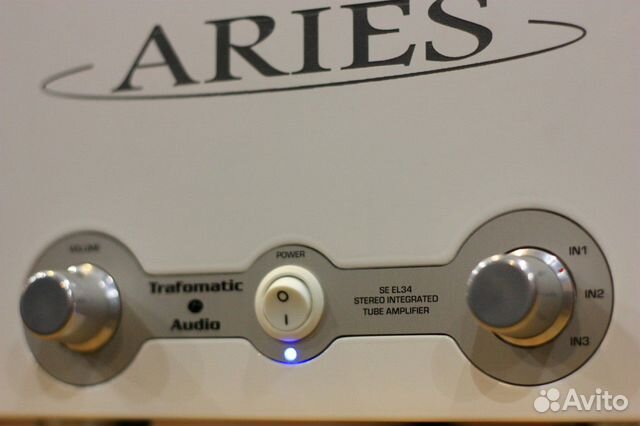 ARIES
VOLUME
Trafomatic
Audio
POWER
O
I
SE EL34
STEREO INTEGRATED
TUBE AMPLIFIER
IN1
IN2
IN3
Avito